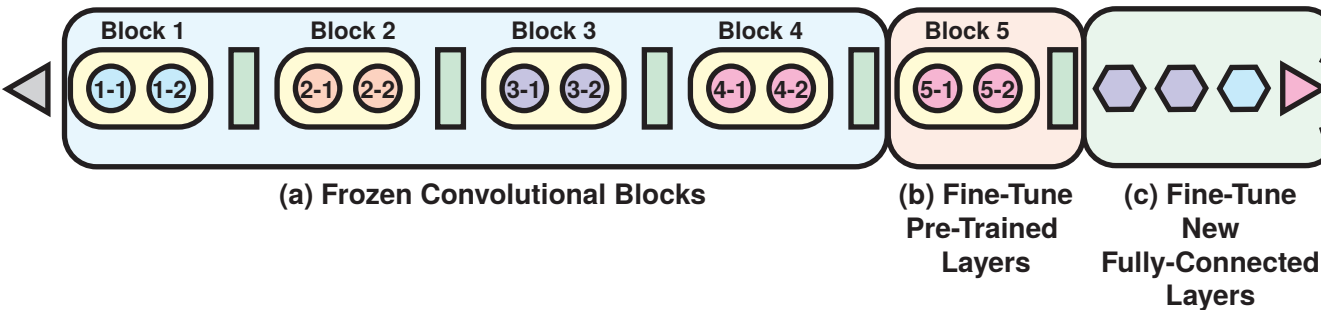 Block 1 Block 2 Block 3 Block 4 Block 5
1-1 1-2 2-1 2-2 3-1 3-2 4-1 4-2 5-1 5-2
(a) Frozen Convolutional Blocks
(b) Fine-Tune
Pre-Trained
Layers
(c) Fine-Tune
New
Fully-Connected
Layers